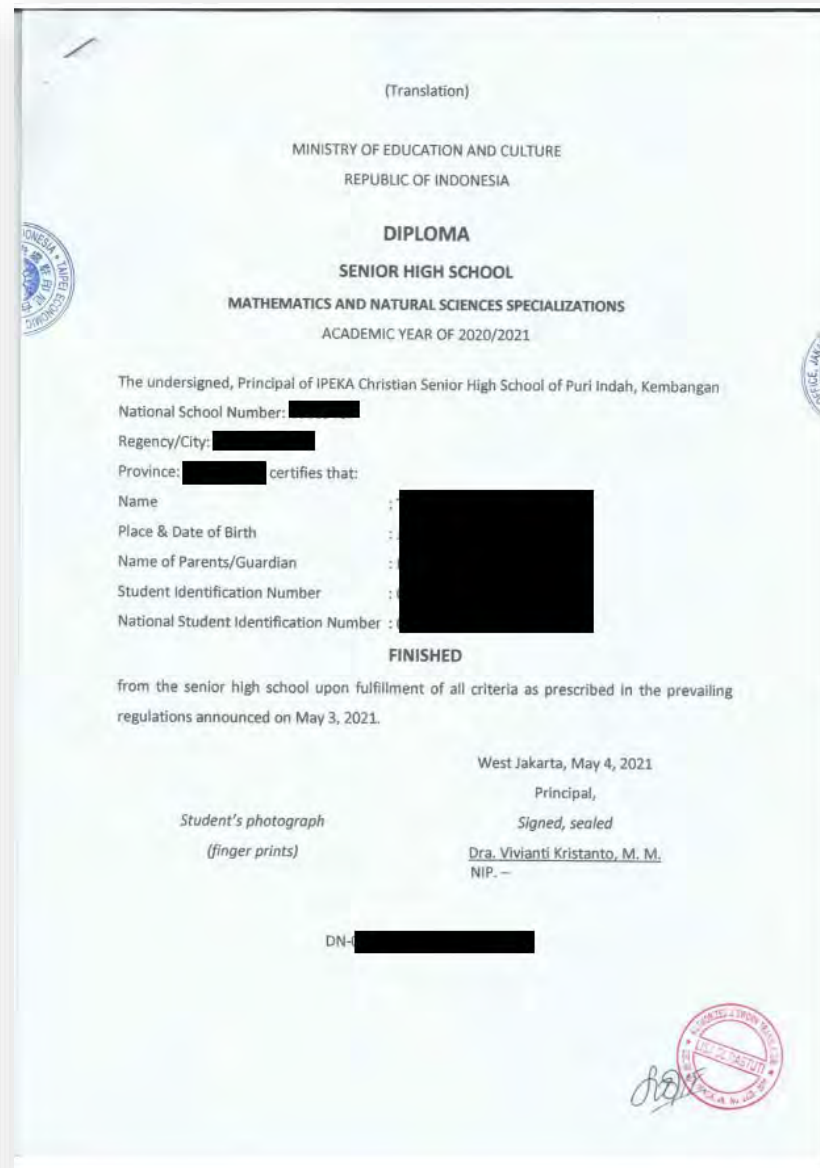 (Translation)
MINISTRY OF EDUCATION AND CULTURE
REPUBLIC OF INDONESIA
DIPLOMA
SENIOR HIGH SCHOOL
MATHEMATICS AND NATURAL SCIENCES SPECIALIZATIONS
ACADEMIC YEAR OF 2020/2021
The undersigned, Principal of IPEKA Christian Senior High School of Puri Indah, Kembangan
National School Number:
Regency/City:
Province: certifies that:
Name :
Place & Date of Birth :
Name of Parents/Guardian :
Student Identification Number :
National Student Identification Number :
FINISHED
from the senior high school upon fulfillment of all criteria as prescribed in the prevailing
regulations announced on May 3, 2021.
West Jakarta, May 4, 2021
Principal,
Student's photograph
Signed, sealed
(finger prints)
Dra. Vivianti Kristanto, M. M.
NIP. –
DN-
TAIPEI ECONOMIC